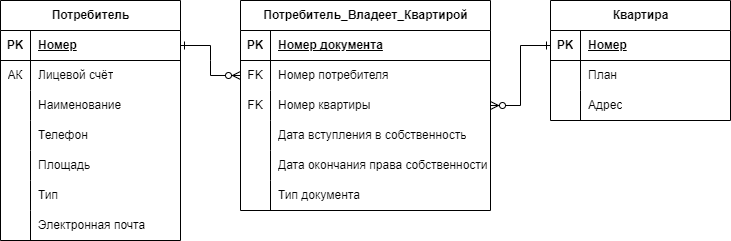 Потребитель
PK Номер
АК Лицевой счёт
Наименование
Телефон
Площадь
Тип
Электронная почта
Потребитель_Владеет_Квартирой
PK Номер документа
FK Номер потребителя
FK Номер квартиры
Дата вступления в собственность
Дата окончания права собственности
Тип документа
Квартира
PK Номер
План
Адрес